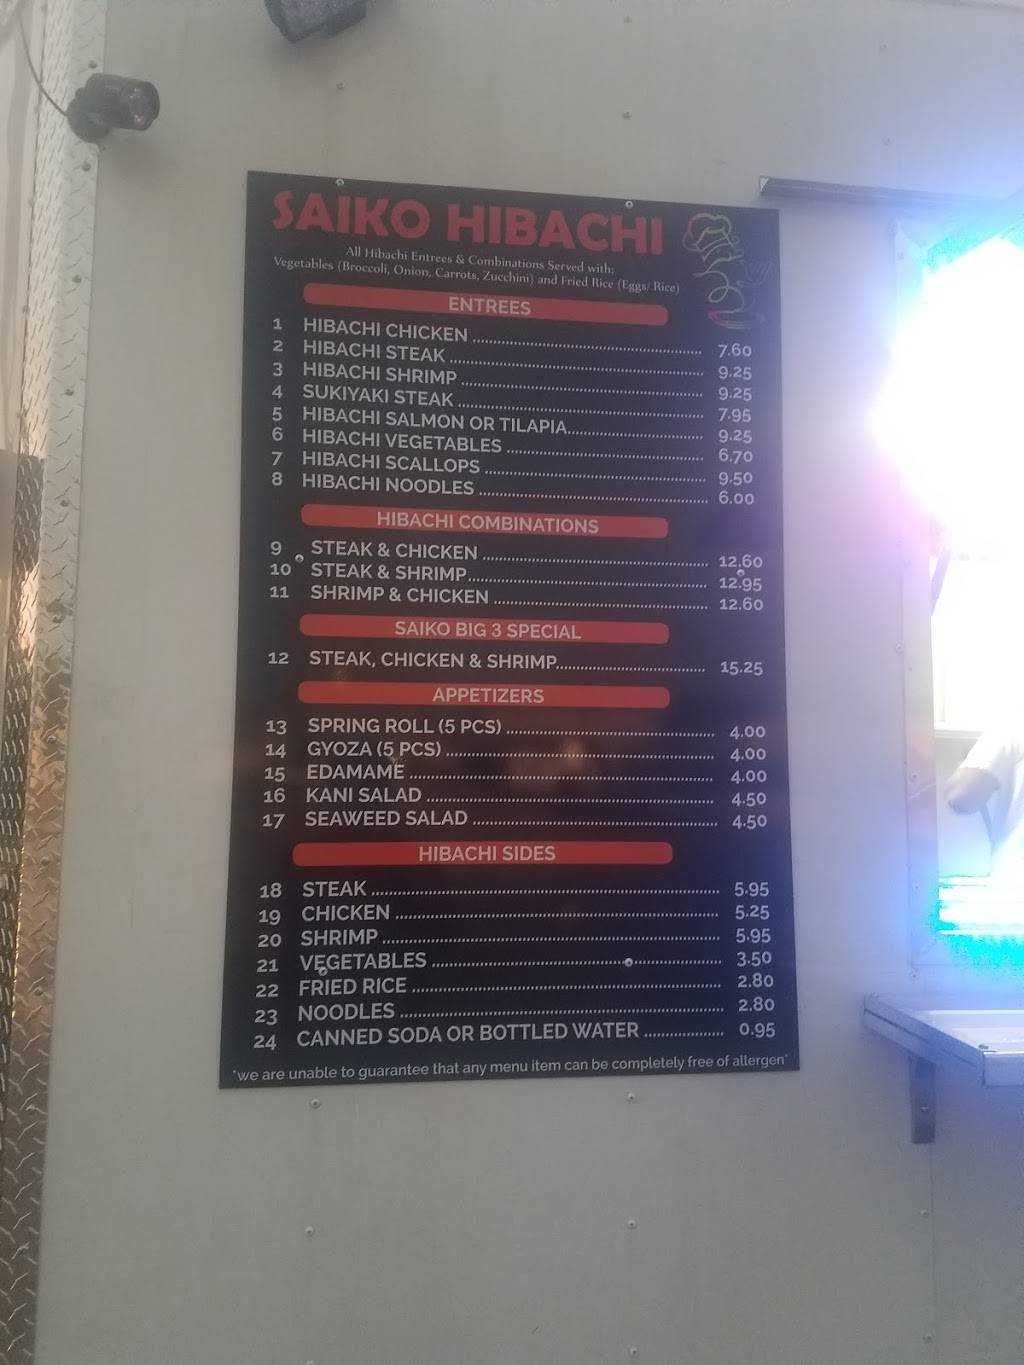 SAIKO HIBACHI
All Hibachi Entrees & Combinations Served with:
Vegetables (Broccoli, Onion, Carrots, Zucchini) and Fried Rice (Eggs/ Rice)
ENTREES
1 HIBACHI CHICKEN 7.60
2 HIBACHI STEAK 9.25
3 HIBACHI SHRIMP 9.25
4 SUKIYAKI STEAK 7.95
5 HIBACHI SALMON OR TILAPIA 9.25
6 HIBACHI VEGETABLES 6.70
7 HIBACHI SCALLOPS 9.50
8 HIBACHI NOODLES 6.00
HIBACHI COMBINATIONS
9 STEAK & CHICKEN 12.60
10 STEAK & SHRIMP 12.95
11 SHRIMP & CHICKEN 12.60
SAIKO BIG 3 SPECIAL
12 STEAK, CHICKEN & SHRIMP 15.25
APPETIZERS
13 SPRING ROLL (5 PCS) 4.00
14 GYOZA (5 PCS) 4.00
15 EDAMAME 4.00
16 KANI SALAD 4.50
17 SEAWEED SALAD 4.50
HIBACHI SIDES
18 STEAK 5.95
19 CHICKEN 5.25
20 SHRIMP 5.95
21 VEGETABLES 3.50
22 FRIED RICE 2.80
23 NOODLES 2.80
24 CANNED SODA OR BOTTLED WATER 0.95
*we are unable to guarantee that any menu item can be completely free of allergen*